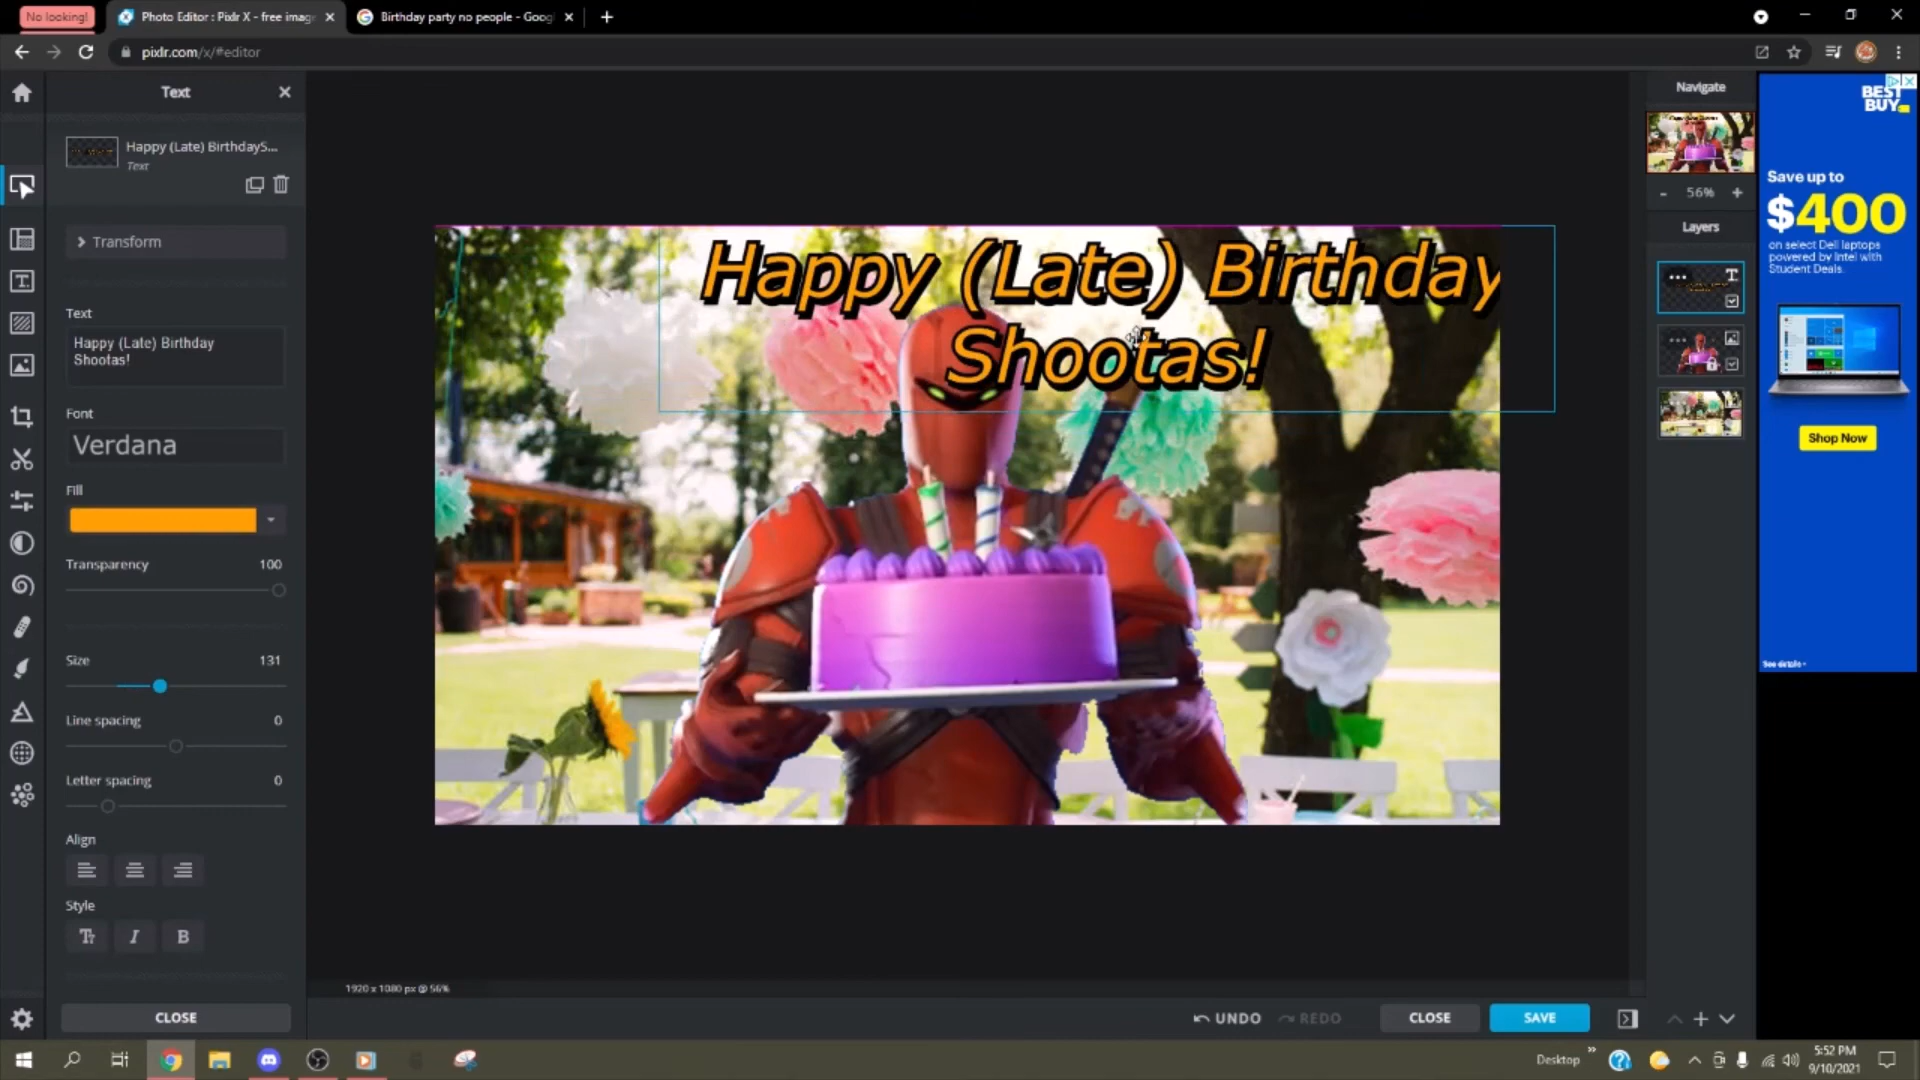 No looking!
Photo Editor : Pixlr X - free imag
Birthday party no people - Goog
pixlr.com/x/#editor
Text
Happy (Late) BirthdayS...
Text
Transform
Text
Happy (Late) Birthday
Shootas!
Font
Verdana
Fill
Transparency 100
Size 131
Line spacing 0
Letter spacing 0
Align
Style
CLOSE
Happy (Late) Birthday
Shootas!
1920 x 1080 px @ 56%
UNDO
REDO
CLOSE
SAVE
Navigate
- 56% +
Layers
BEST
BUY
Save up to
$400
on select Dell laptops
powered by Intel with
Student Deals.
Shop Now
See details
Desktop
5:52 PM
9/10/2021